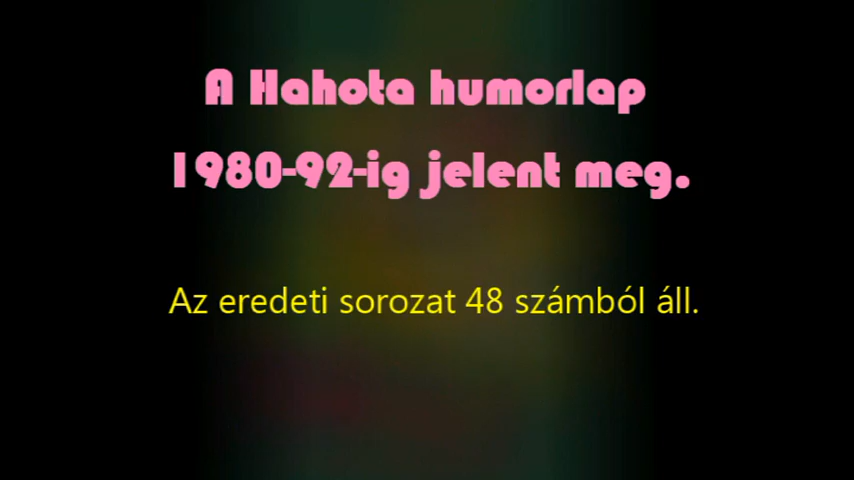 A Hahota humorlap
1980-92-ig jelent meg.
Az eredeti sorozat 48 számból áll.